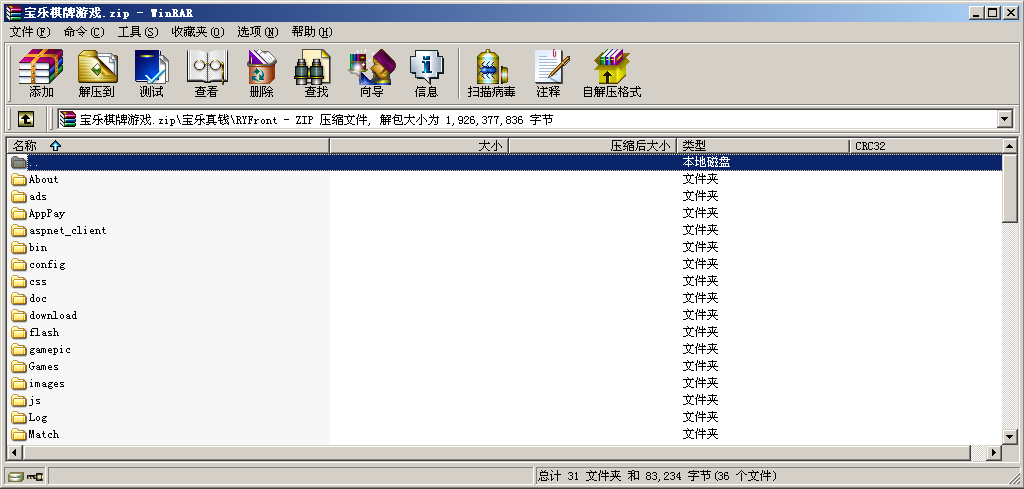 宝乐棋牌游戏.zip - WinRAR
文件(F) 命令(C) 工具(S) 收藏夹(O) 选项(N) 帮助(H)
添加 解压到 测试 查看 删除 查找 向导 信息 扫描病毒 注释 自解压格式
宝乐棋牌游戏.zip\宝乐真钱\RYFront - ZIP 压缩文件, 解包大小为 1,926,377,836 字节
名称 大小 压缩后大小 类型 CRC32
.. 本地磁盘
About 文件夹
ads 文件夹
AppPay 文件夹
aspnet_client 文件夹
bin 文件夹
config 文件夹
css 文件夹
doc 文件夹
download 文件夹
flash 文件夹
gamepic 文件夹
Games 文件夹
images 文件夹
js 文件夹
Log 文件夹
Match 文件夹
总计 31 文件夹 和 83,234 字节(36 个文件)